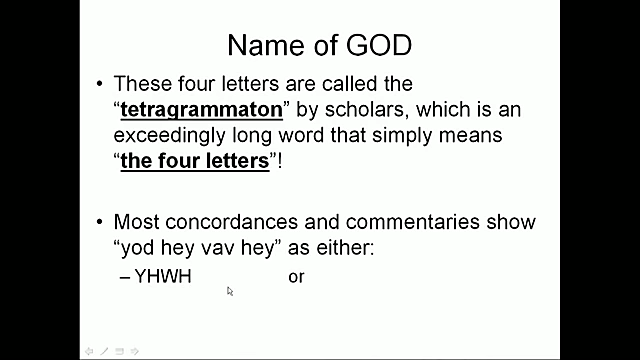 Name of GOD
• These four letters are called the
“tetragrammaton” by scholars, which is an
exceedingly long word that simply means
“the four letters”!
• Most concordances and commentaries show
“yod hey vav hey” as either:
– YHWH or